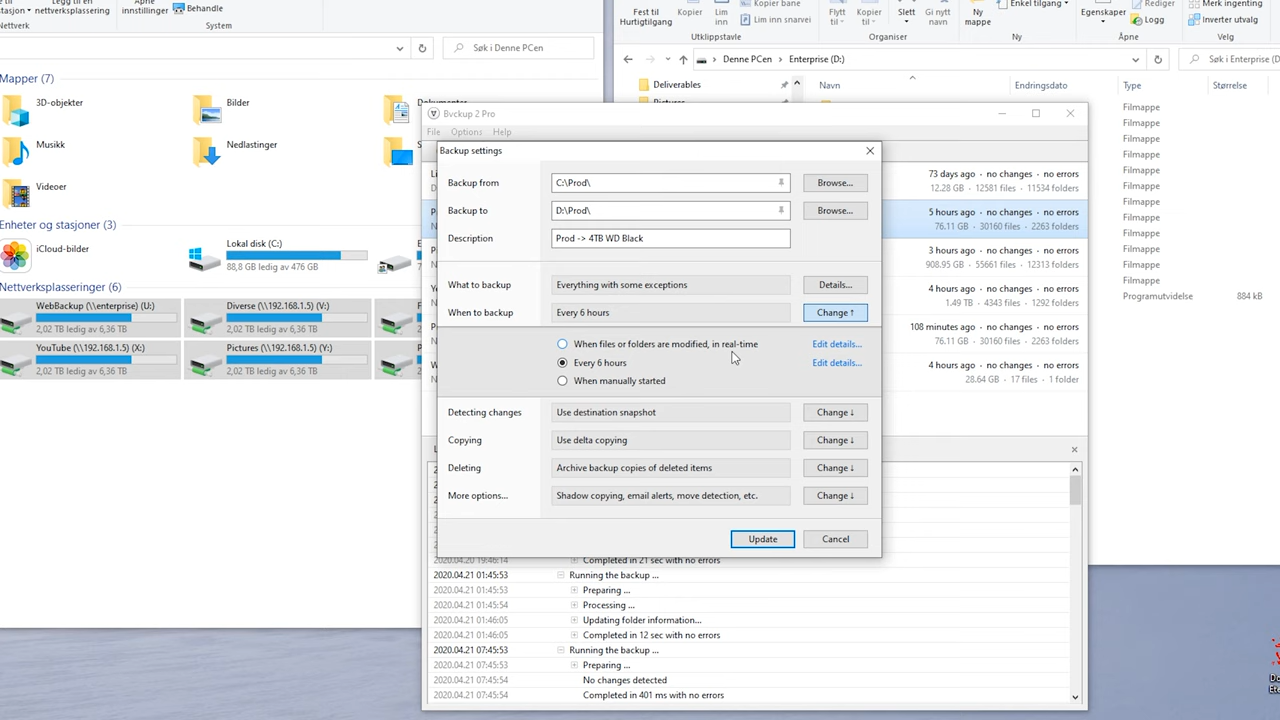 stasjon
Legg til en
nettverksplassering
Åpne
innstillinger
Behandle
Nettverk
System
Søk i Denne PCen
Mapper (7)
3D-objekter
Bilder
Dokumenter
Musikk
Nedlastinger
Videoer
Enheter og stasjoner (3)
iCloud-bilder
Lokal disk (C:)
88,8 GB ledig av 476 GB
Nettverksplasseringer (6)
WebBackup (\\enterprise) (U:)
2,02 TB ledig av 6,36 TB
Diverse (\\192.168.1.5) (V:)
2,02 TB ledig av 6,36 TB
YouTube (\\192.168.1.5) (X:)
2,02 TB ledig av 6,36 TB
Pictures (\\192.168.1.5) (Y:)
2,02 TB ledig av 6,36 TB
Fest til
Hurtigtilgang
Kopier
Lim
inn
Kopier bane
Lim inn snarvei
Utklippstavle
Flytt
til
Kopier
til
Slett
Gi nytt
navn
Organiser
Ny
mappe
Enkel tilgang
Ny
Egenskaper
Rediger
Logg
Åpne
Merk ingenting
Inverter utvalg
Velg
Denne PCen
Enterprise (D:)
Søk i Enterprise (D:
Deliverables
Pictures
Navn
Endringsdato
Type
Størrelse
Filmappe
Filmappe
Filmappe
Filmappe
Filmappe
Filmappe
Filmappe
Filmappe
Filmappe
Filmappe
Filmappe
Filmappe
Programutvidelse
884 kB
Bvckup 2 Pro
File
Options
Help
73 days ago · no changes · no errors
12.28 GB · 12581 files · 11534 folders
5 hours ago · no changes · no errors
76.11 GB · 30160 files · 2623 folders
3 hours ago · no changes · no errors
908.95 GB · 55661 files · 12313 folders
4 hours ago · no changes · no errors
1.49 TB · 4343 files · 1292 folders
108 minutes ago · no changes · no errors
76.11 GB · 30160 files · 2623 folders
4 hours ago · no changes · no errors
28.64 GB · 17 files · 1 folder
Backup settings
Backup from
C:\Prod\
Browse...
Backup to
D:\Prod\
Browse...
Description
Prod -> 4TB WD Black
What to backup
Everything with some exceptions
Details...
When to backup
Every 6 hours
Change ↑
When files or folders are modified, in real-time
Edit details...
Every 6 hours
Edit details...
When manually started
Detecting changes
Use destination snapshot
Change ↓
Copying
Use delta copying
Change ↓
Deleting
Archive backup copies of deleted items
Change ↓
More options...
Shadow copying, email alerts, move detection, etc.
Change ↓
Update
Cancel
2020.04.20 19:46:14
Completed in 21 sec with no errors
2020.04.21 01:45:53
Running the backup ...
2020.04.21 01:45:53
Preparing ...
2020.04.21 01:45:54
Processing ...
2020.04.21 01:46:05
Updating folder information...
2020.04.21 01:46:05
Completed in 12 sec with no errors
2020.04.21 07:45:53
Running the backup ...
2020.04.21 07:45:54
Preparing ...
2020.04.21 07:45:54
No changes detected
2020.04.21 07:45:54
Completed in 401 ms with no errors